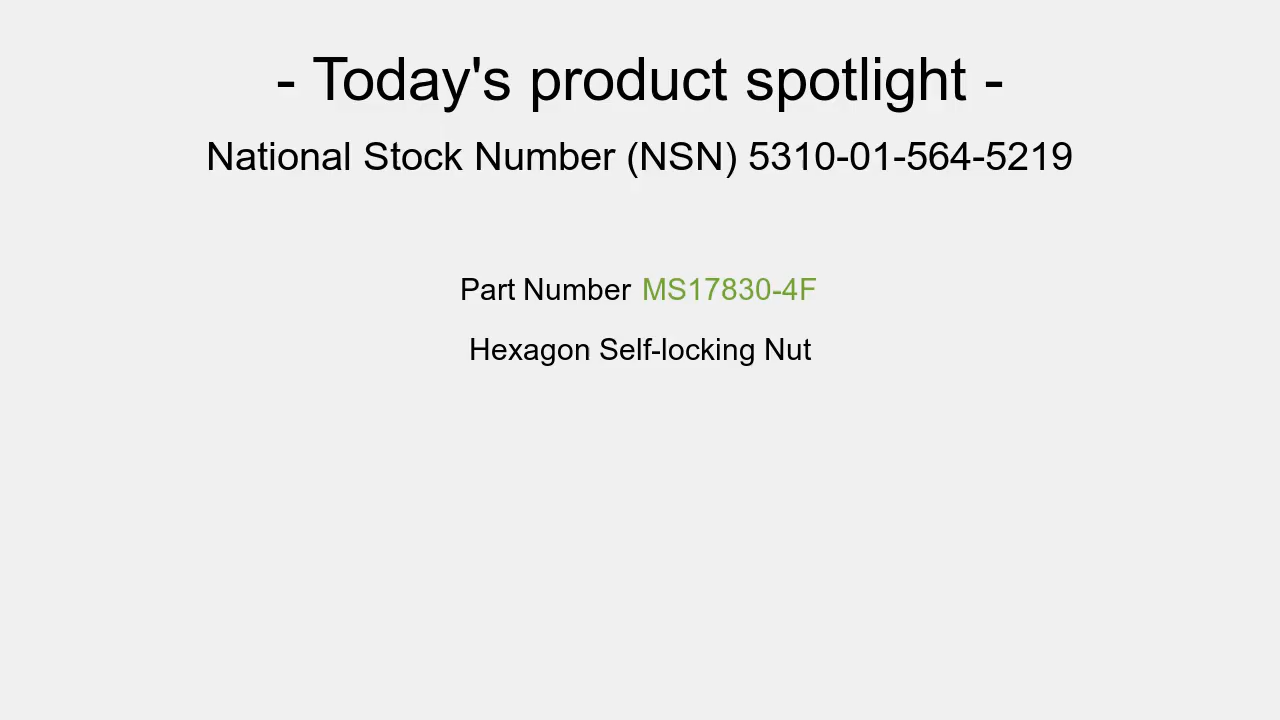 - Today's product spotlight -
National Stock Number (NSN) 5310-01-564-5219
Part Number MS17830-4F
Hexagon Self-locking Nut